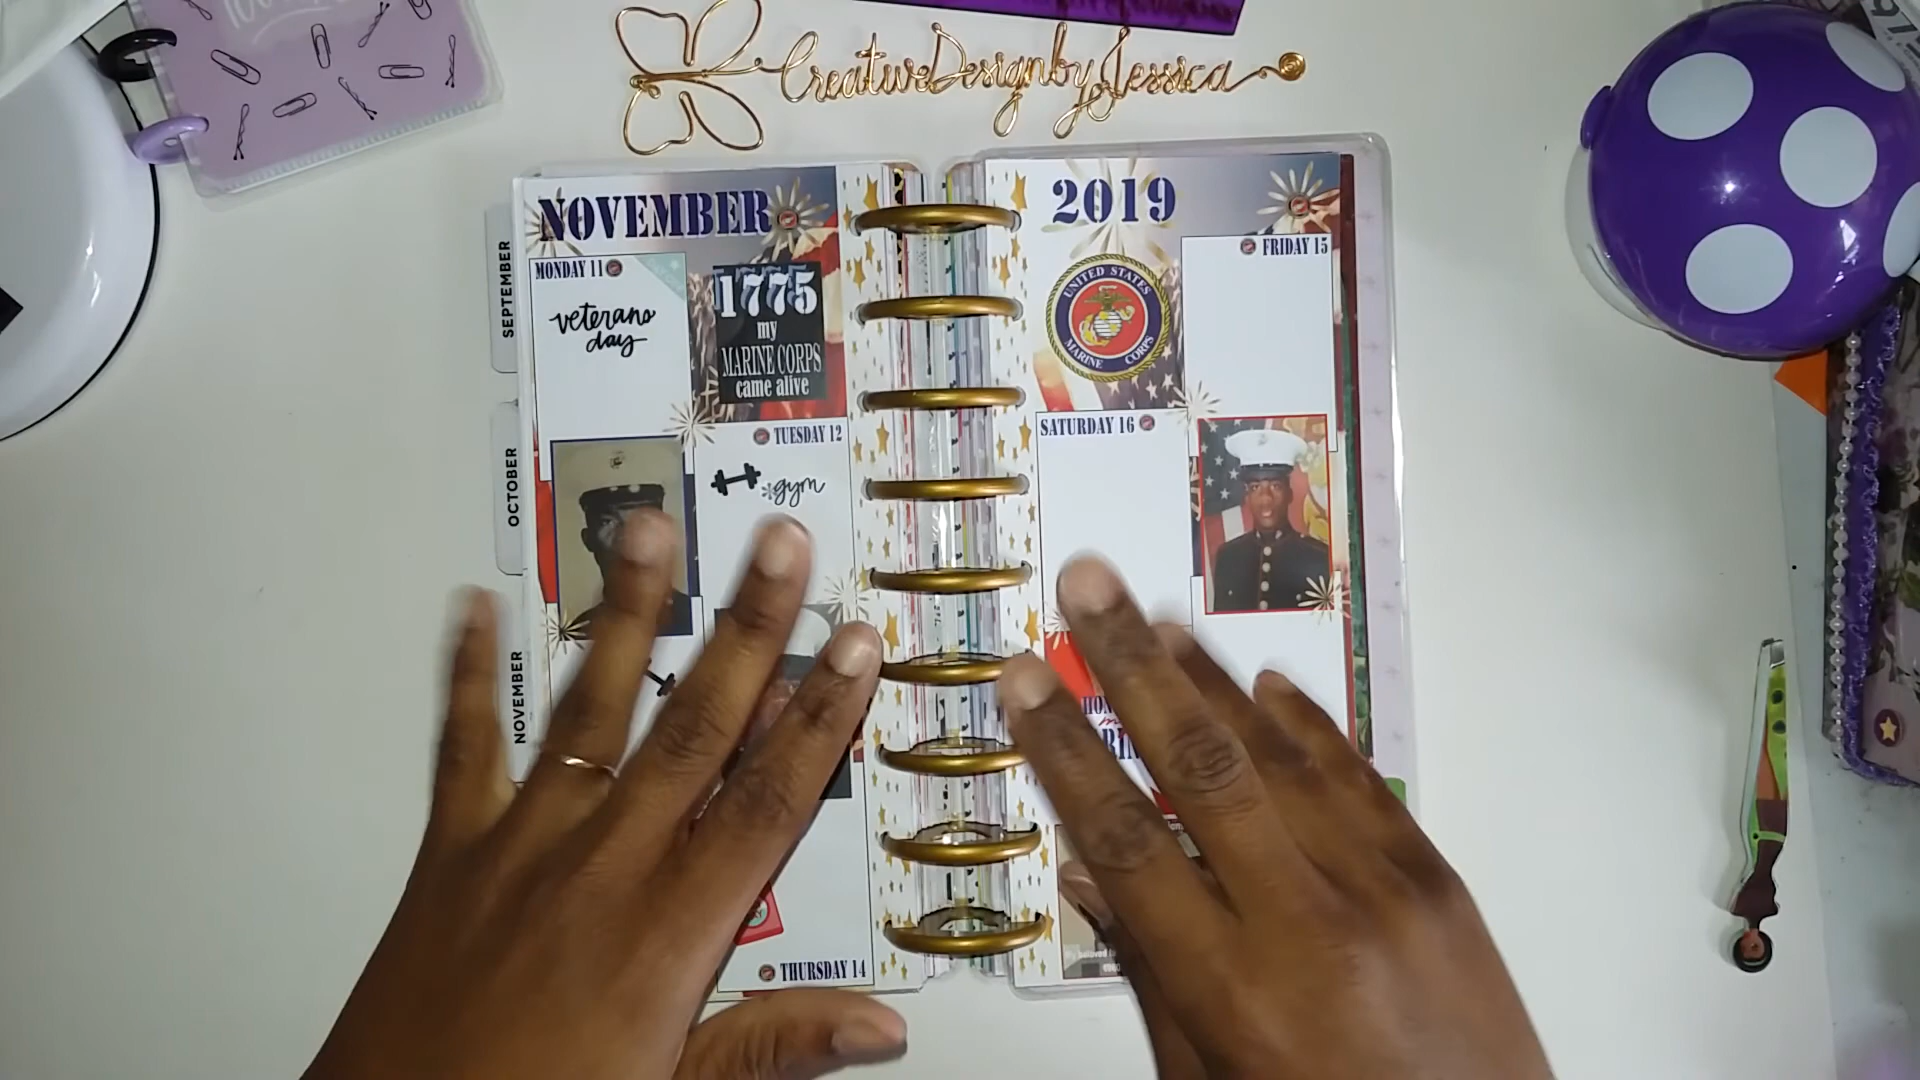 CreativeDesignbyJessica
NOVEMBER
2019
SEPTEMBER
OCTOBER
NOVEMBER
MONDAY 11
veterans
day
1775
my
MARINE CORPS
came alive
TUESDAY 12
gym
THURSDAY 14
FRIDAY 15
UNITED STATES
MARINE CORPS
SATURDAY 16